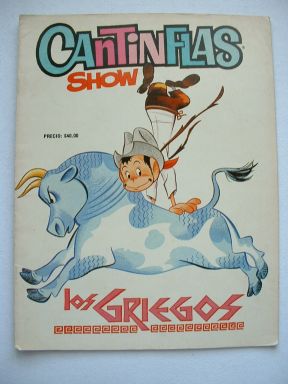 CANTINFLAS
SHOW
PRECIO: $40.00
los GRIEGOS